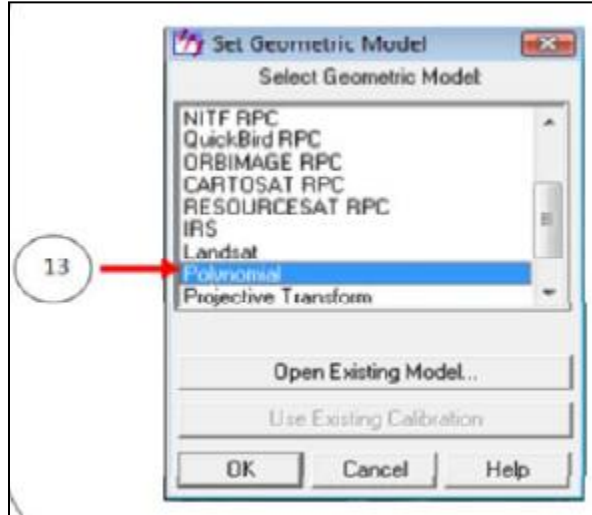 Set Geometric Model
Select Geometric Model:
NITF RPC
QuickBird RPC
ORBIMAGE RPC
CARTOSAT RPC
RESOURCESAT RPC
IRS
Landsat
Polynomial
Projective Transform
13
Open Existing Model...
Use Existing Calibration
OK Cancel Help